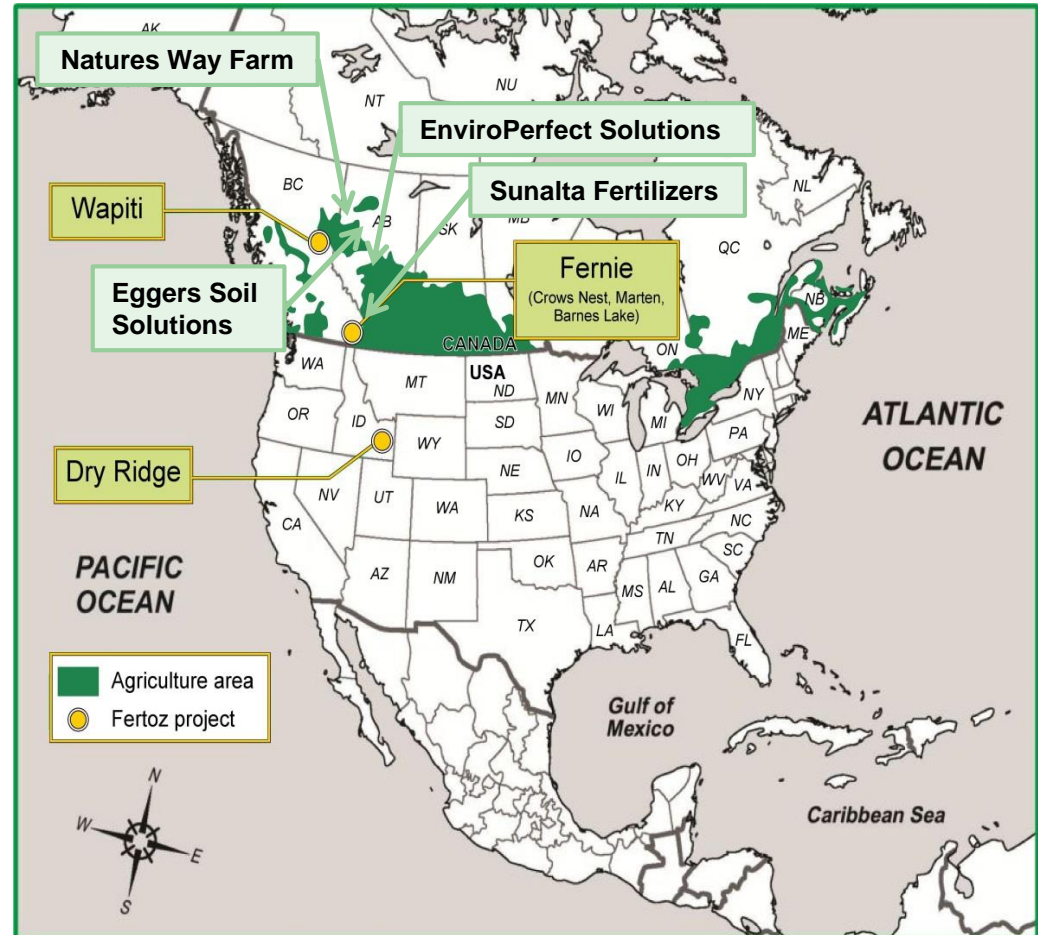 AK
Natures Way Farm
NT
NU
EnviroPerfect Solutions
BC
Sunalta Fertilizers
NL
Wapiti
AB
SK
MB
QC
Eggers Soil
Solutions
Fernie
(Crows Nest, Marten,
Barnes Lake)
NB
ON
ME
CANADA
USA
WA
MT
ND
MN
OR
ID
WY
SD
WI
MI
NY
ATLANTIC
OCEAN
Dry Ridge
NE
IO
PA
NV
UT
WA
IL
IN
OH
WV
VA
CA
KS
NA
KY
NC
TN
PACIFIC
OCEAN
AZ
NM
OK
AR
SC
MS
AL
GA
TX
LA
FL
Agriculture area
Fertoz project
Gulf of
Mexico
Caribbean Sea
N
W
E
S